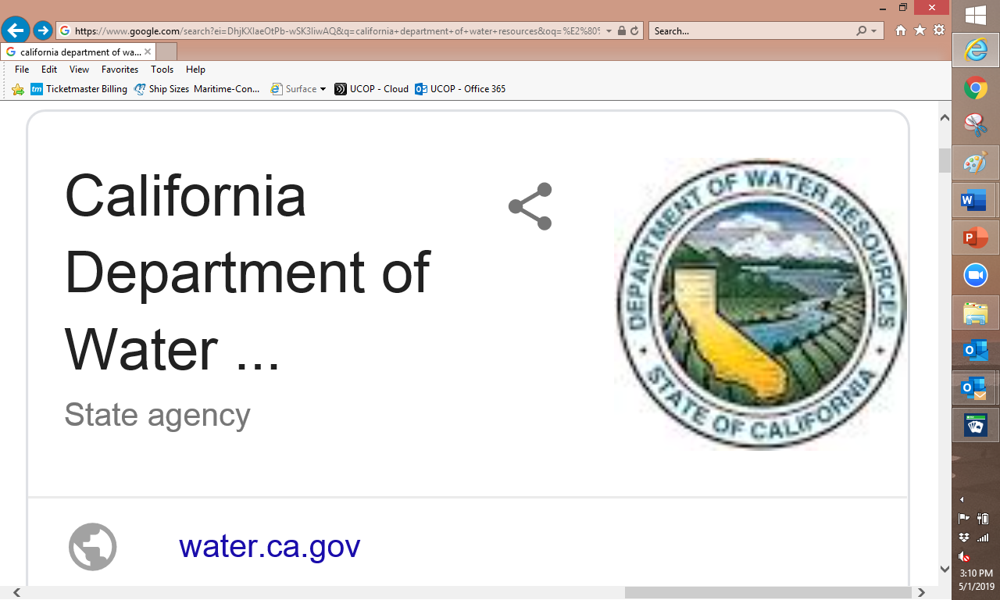 https://www.google.com/search?ei=DhjKXIaeOtPb-wSK3IiwAQ&q=california+department+of+water+resources&oq=%E2%80%
Search...
california department of wa...
File Edit View Favorites Tools Help
Ticketmaster Billing Ship Sizes Maritime-Con... Surface UCOP - Cloud UCOP - Office 365
California
Department of
Water ...
State agency
DEPARTMENT OF WATER RESOURCES
STATE OF CALIFORNIA
water.ca.gov
3:10 PM
5/1/2019